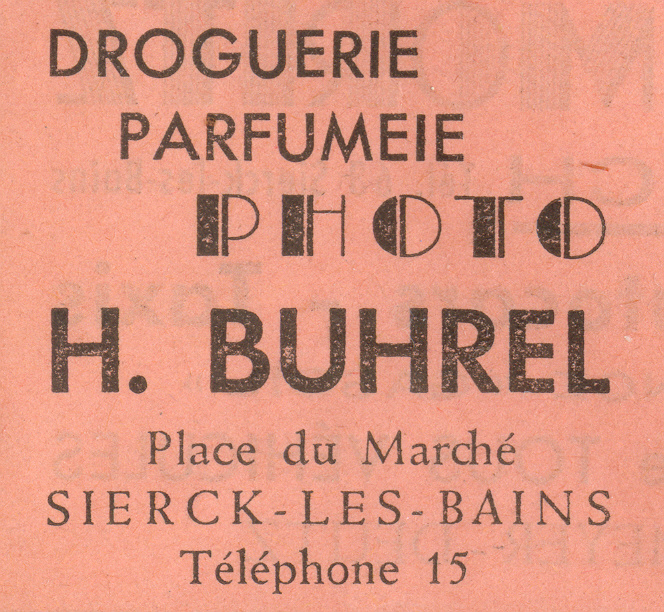 DROGUERIE
PARFUMEIE
PHOTO
H. BUHREL
Place du Marché
SIERCK-LES-BAINS
Téléphone 15